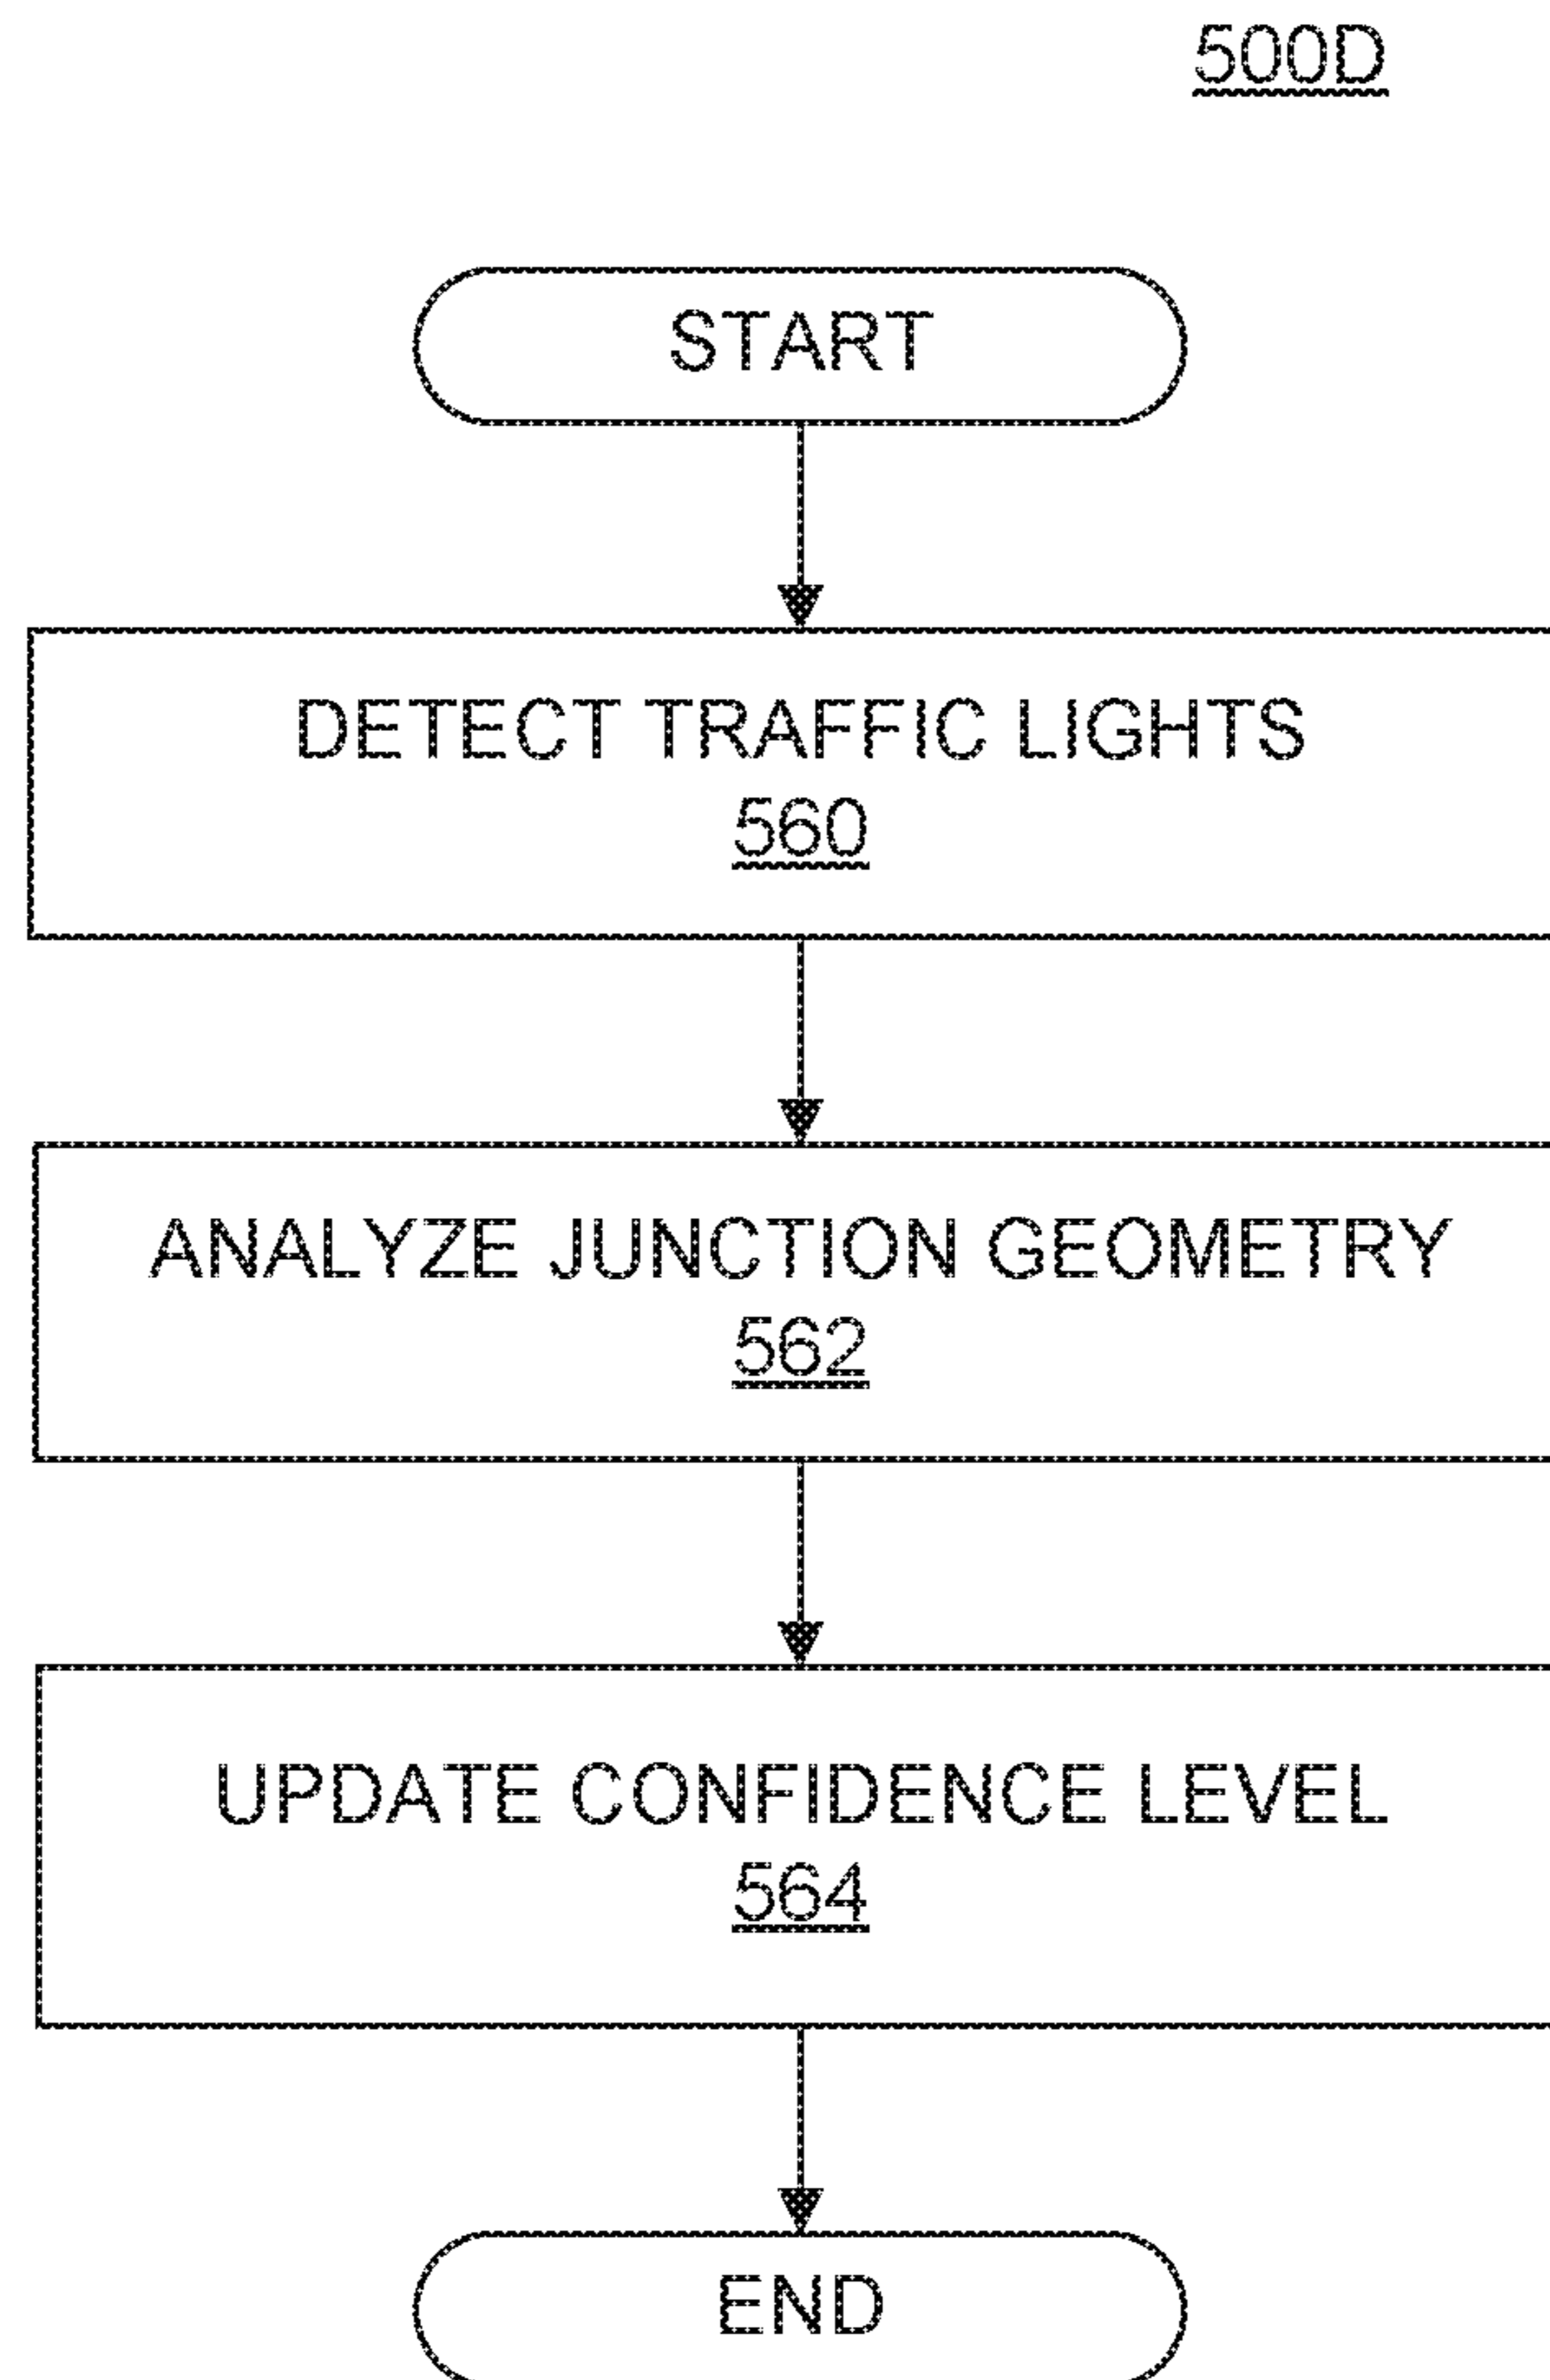 500D
START
DETECT TRAFFIC LIGHTS
560
ANALYZE JUNCTION GEOMETRY
562
UPDATE CONFIDENCE LEVEL
564
END